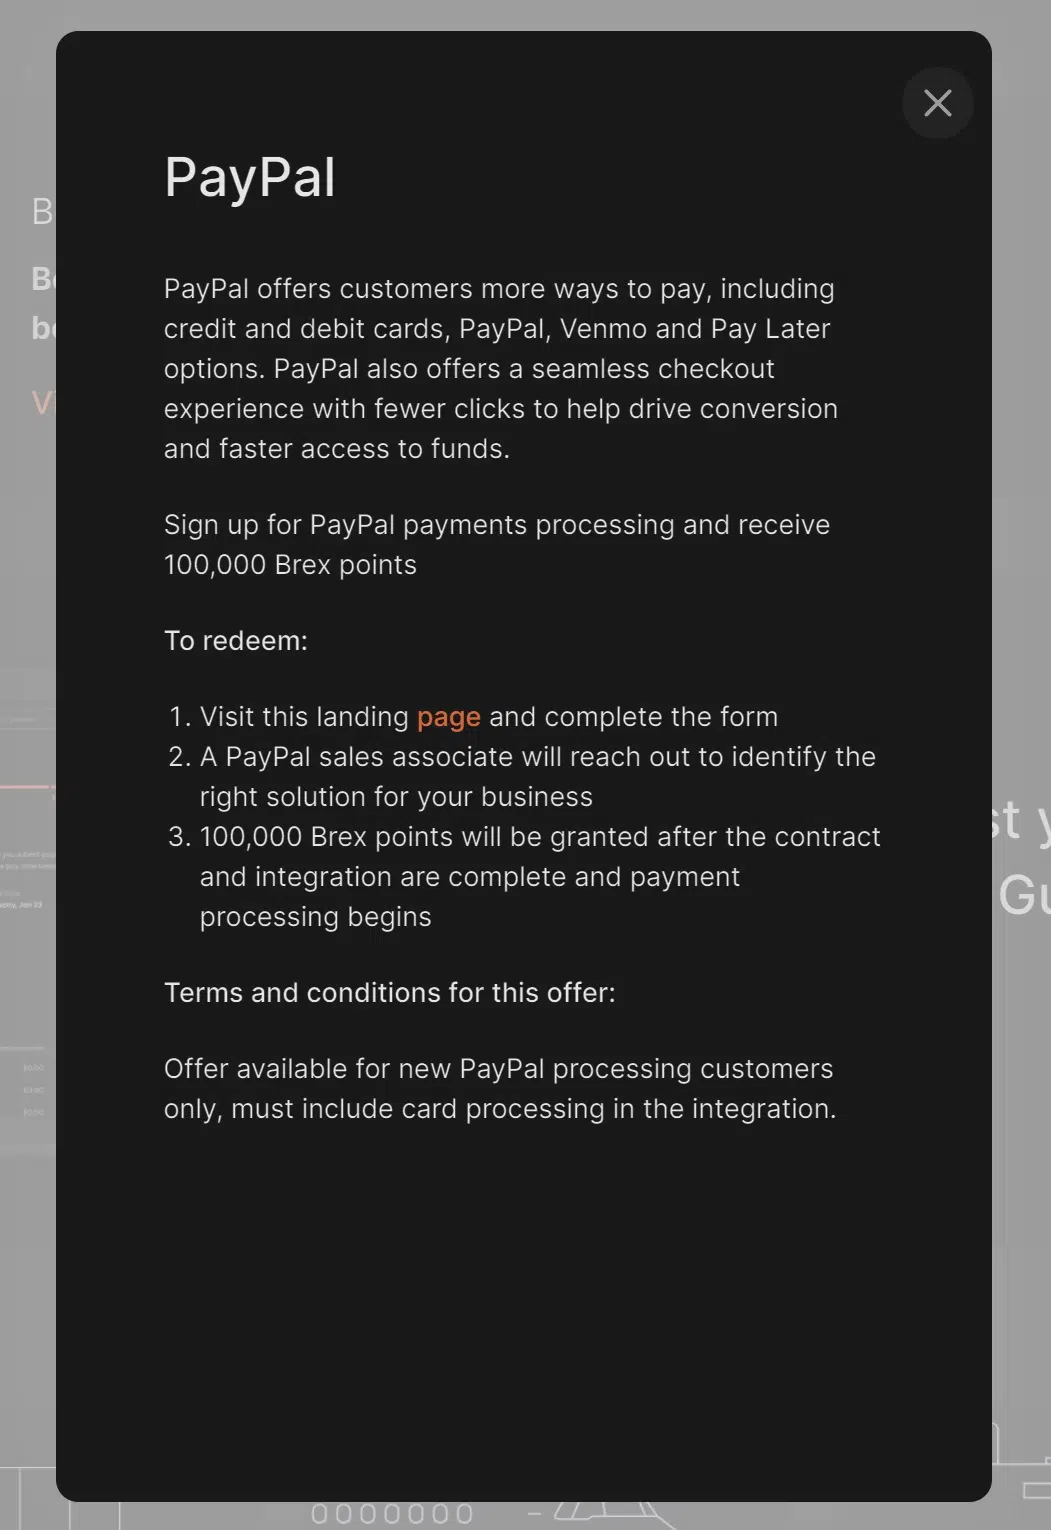 PayPal
PayPal offers customers more ways to pay, including
credit and debit cards, PayPal, Venmo and Pay Later
options. PayPal also offers a seamless checkout
experience with fewer clicks to help drive conversion
and faster access to funds.
Sign up for PayPal payments processing and receive
100,000 Brex points
To redeem:
1. Visit this landing page and complete the form
2. A PayPal sales associate will reach out to identify the
right solution for your business
3. 100,000 Brex points will be granted after the contract
and integration are complete and payment
processing begins
Terms and conditions for this offer:
Offer available for new PayPal processing customers
only, must include card processing in the integration.